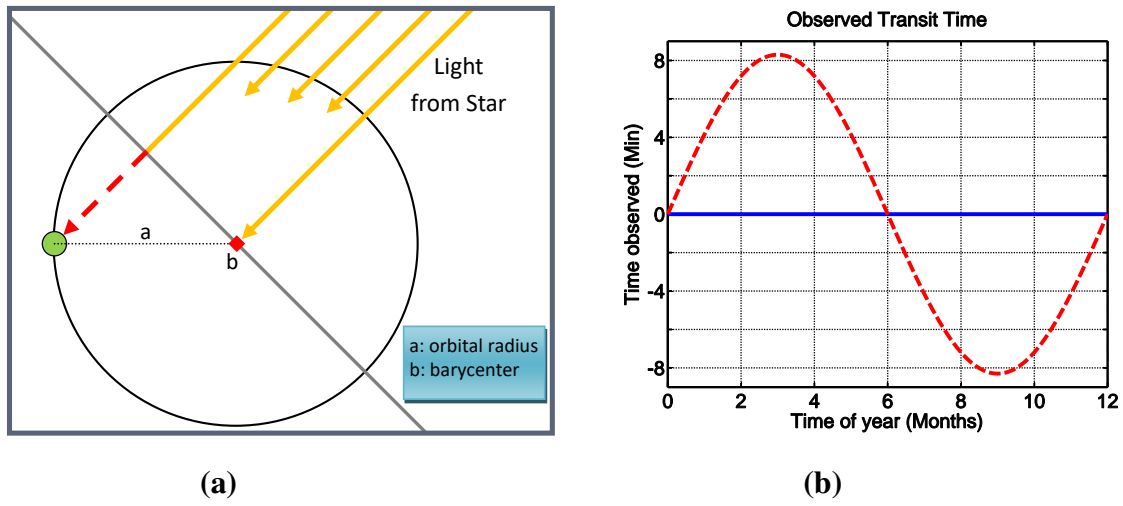 Light
from Star
a
b
a: orbital radius
b: barycenter
(a)
Observed Transit Time
Time observed (Min)
8
4
0
-4
-8
0 2 4 6 8 10 12
Time of year (Months)
(b)